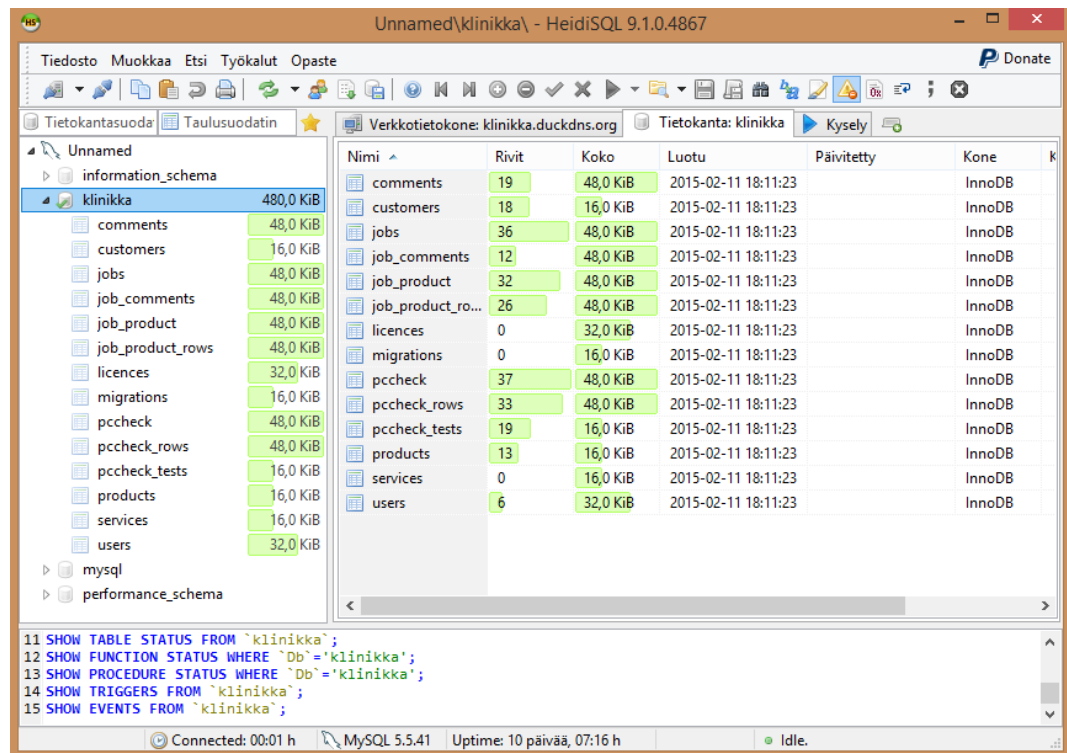 Unnamed\klinikka\ - HeidiSQL 9.1.0.4867
Tiedosto Muokkaa Etsi Työkalut Opaste
Donate
Tietokantasuoda Taulusuodatin
Verkkotietokone: klinikka.duckdns.org Tietokanta: klinikka Kysely
Unnamed
information_schema
klinikka 480,0 KiB
comments 48,0 KiB
customers 16,0 KiB
jobs 48,0 KiB
job_comments 48,0 KiB
job_product 48,0 KiB
job_product_rows 48,0 KiB
licences 32,0 KiB
migrations 16,0 KiB
pccheck 48,0 KiB
pccheck_rows 48,0 KiB
pccheck_tests 16,0 KiB
products 16,0 KiB
services 16,0 KiB
users 32,0 KiB
mysql
performance_schema
Nimi Rivit Koko Luotu Päivitetty Kone K
comments 19 48,0 KiB 2015-02-11 18:11:23 InnoDB
customers 18 16,0 KiB 2015-02-11 18:11:23 InnoDB
jobs 36 48,0 KiB 2015-02-11 18:11:23 InnoDB
job_comments 12 48,0 KiB 2015-02-11 18:11:23 InnoDB
job_product 32 48,0 KiB 2015-02-11 18:11:23 InnoDB
job_product_ro... 26 48,0 KiB 2015-02-11 18:11:23 InnoDB
licences 0 32,0 KiB 2015-02-11 18:11:23 InnoDB
migrations 0 16,0 KiB 2015-02-11 18:11:23 InnoDB
pccheck 37 48,0 KiB 2015-02-11 18:11:23 InnoDB
pccheck_rows 33 48,0 KiB 2015-02-11 18:11:23 InnoDB
pccheck_tests 19 16,0 KiB 2015-02-11 18:11:23 InnoDB
products 13 16,0 KiB 2015-02-11 18:11:23 InnoDB
services 0 16,0 KiB 2015-02-11 18:11:23 InnoDB
users 6 32,0 KiB 2015-02-11 18:11:23 InnoDB
11 SHOW TABLE STATUS FROM `klinikka`;
12 SHOW FUNCTION STATUS WHERE `Db`='klinikka';
13 SHOW PROCEDURE STATUS WHERE `Db`='klinikka';
14 SHOW TRIGGERS FROM `klinikka`;
15 SHOW EVENTS FROM `klinikka`;
Connected: 00:01 h MySQL 5.5.41 Uptime: 10 päivää, 07:16 h Idle.